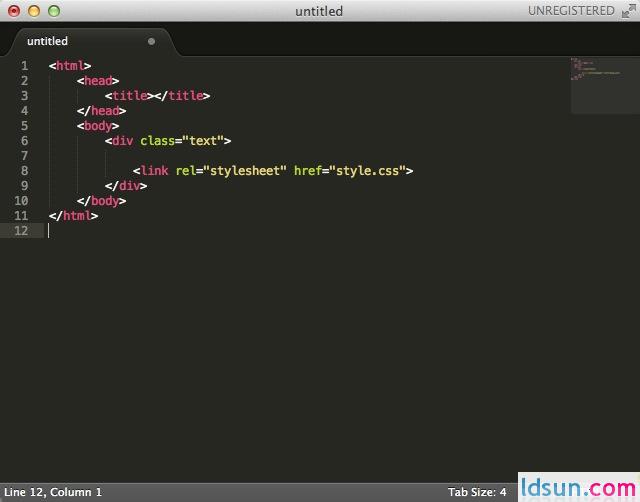 untitled
UNREGISTERED
untitled
1 <html>
2 <head>
3 <title></title>
4 </head>
5 <body>
6 <div class="text">
7
8 <link rel="stylesheet" href="style.css">
9 </div>
10 </body>
11 </html>
12
Line 12, Column 1
Tab Size: 4
ldsun.com